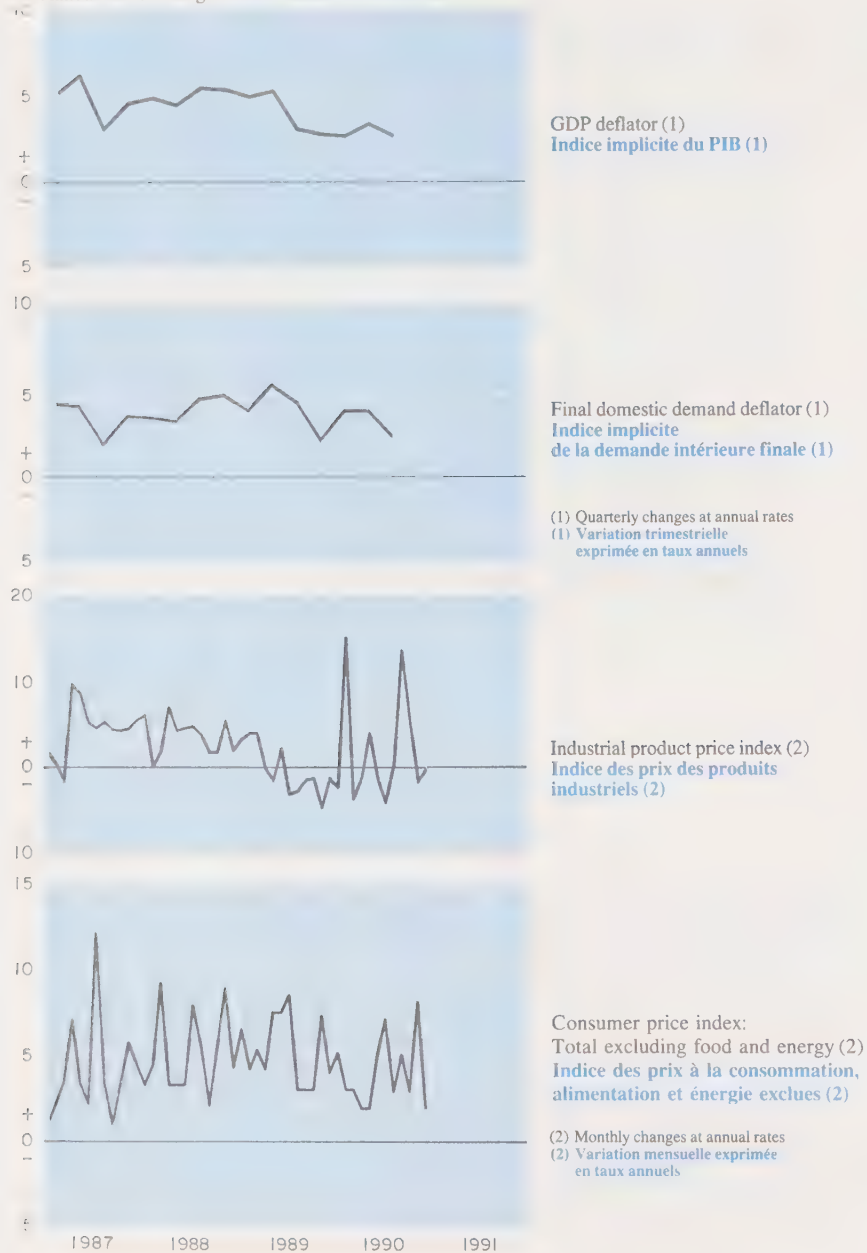 10
5
+
0
−
5
GDP deflator (1)
Indice implicite du PIB (1)
10
5
+
0
−
5
Final domestic demand deflator (1)
Indice implicite
de la demande intérieure finale (1)
(1) Quarterly changes at annual rates
(1) Variation trimestrielle
exprimée en taux annuels
20
10
+
0
−
10
Industrial product price index (2)
Indice des prix des produits
industriels (2)
15
10
5
+
0
−
5
Consumer price index:
Total excluding food and energy (2)
Indice des prix à la consommation,
alimentation et énergie exclues (2)
(2) Monthly changes at annual rates
(2) Variation mensuelle exprimée
en taux annuels
1987 1988 1989 1990 1991